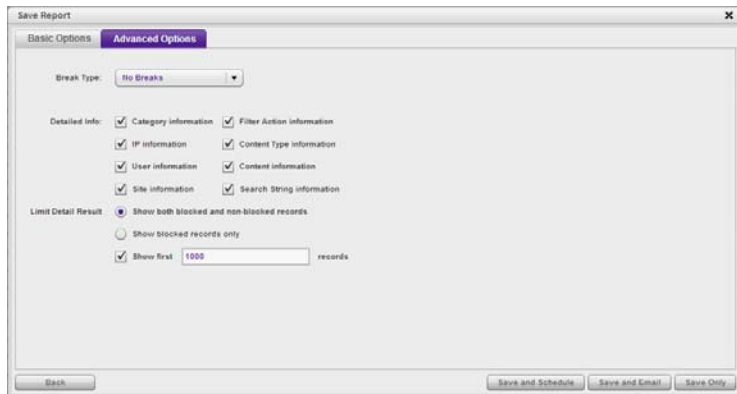 Save Report
Basic Options Advanced Options
Break Type: No Breaks
Detailed Info: Category information Filter Action information
IP information Content Type information
User information Content information
Site information Search String information
Limit Detail Result Show both blocked and non-blocked records
Show blocked records only
Show first 1000 records
Back Save and Schedule Save and Email Save Only